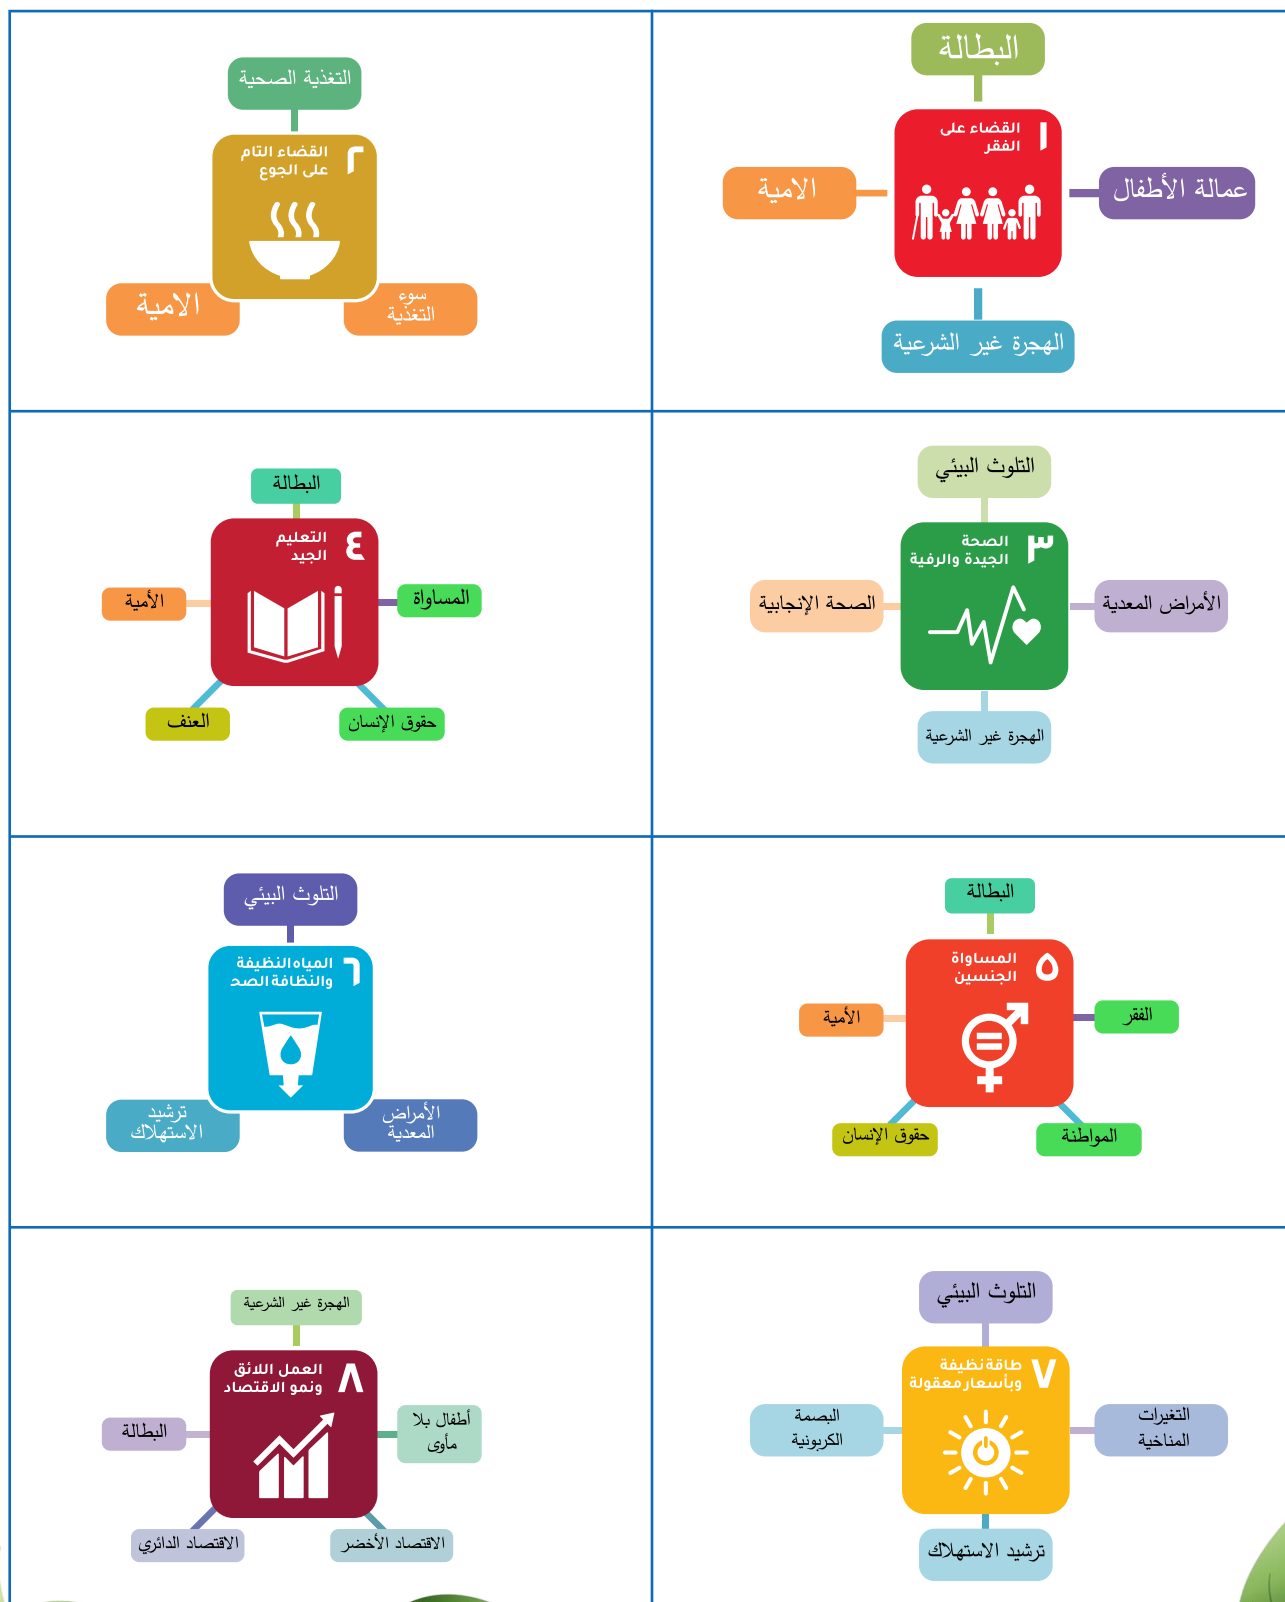 البطالة
١
القضاء على
الفقر
عمالة الأطفال
الامية
الهجرة غير الشرعية
التغذية الصحية
٢
القضاء التام
على الجوع
سوء
التغذية
الامية
التلوث البيئي
٣
الصحة
الجيدة والرفية
الأمراض المعدية
الصحة الإنجابية
الهجرة غير الشرعية
البطالة
٤
التعليم
الجيد
المساواة
الأمية
حقوق الإنسان
العنف
البطالة
٥
المساواة
الجنسين
الفقر
الأمية
المواطنة
حقوق الإنسان
التلوث البيئي
٦
المياه النظيفة
والنظافة الصح
الأمراض
المعدية
ترشيد
الاستهلاك
التلوث البيئي
٧
طاقة نظيفة
وبأسعار معقولة
التغيرات
المناخية
البصمة
الكربونية
ترشيد الاستهلاك
الهجرة غير الشرعية
٨
العمل اللائق
ونمو الاقتصاد
أطفال بلا
مأوى
البطالة
الاقتصاد الأخضر
الاقتصاد الدائري